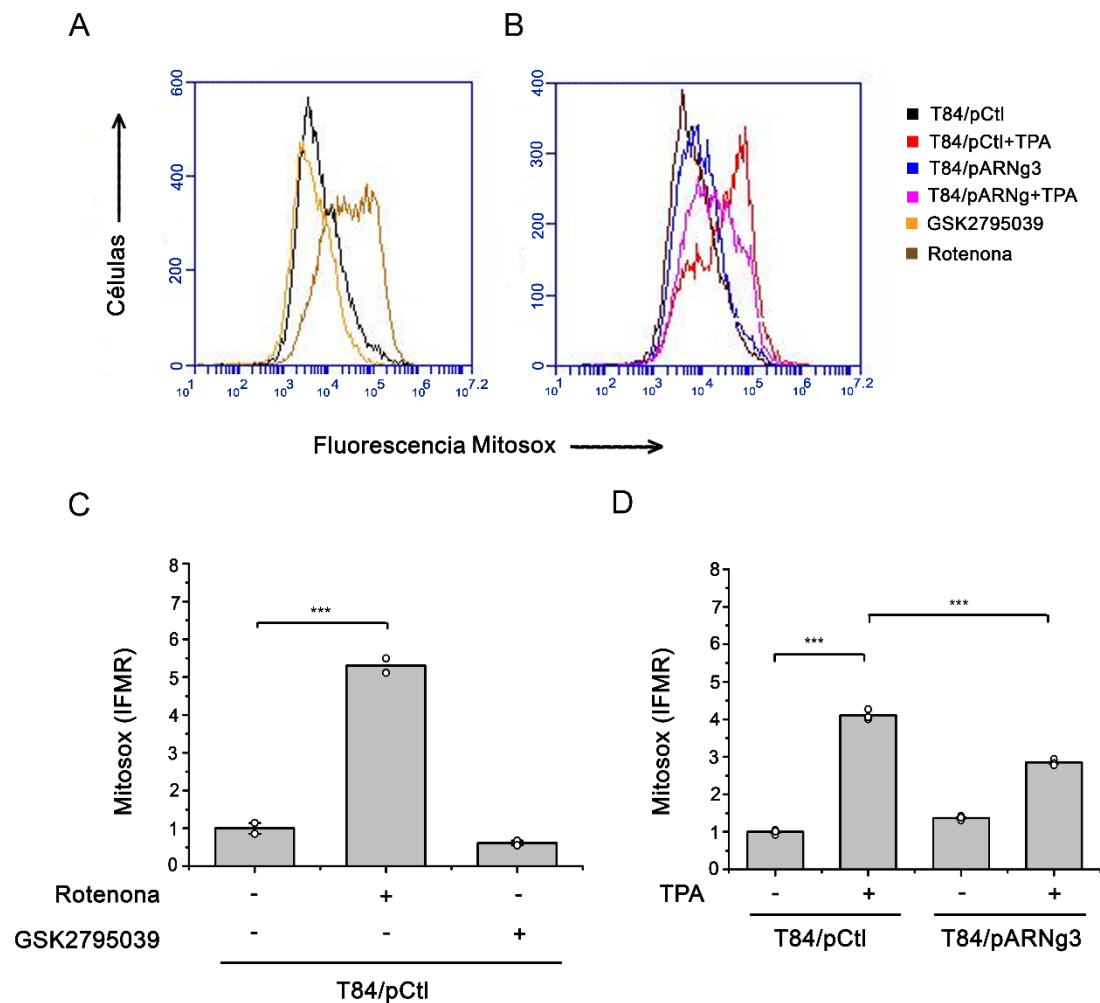 A
B
600
400
200
0
10^1
10^2
10^3
10^4
10^5
10^6
10^7.2
400
300
200
100
0
10^1
10^2
10^3
10^4
10^5
10^6
10^7.2
Células
Fluorescencia Mitosox
T84/pCtl
T84/pCtl+TPA
T84/pARNg3
T84/pARNg+TPA
GSK2795039
Rotenona
C
D
8
7
6
5
4
3
2
1
0
Mitosox (IFMR)
***
Rotenona - + -
GSK2795039 - - +
T84/pCtl
8
7
6
5
4
3
2
1
0
Mitosox (IFMR)
***
***
TPA - + - +
T84/pCtl T84/pARNg3